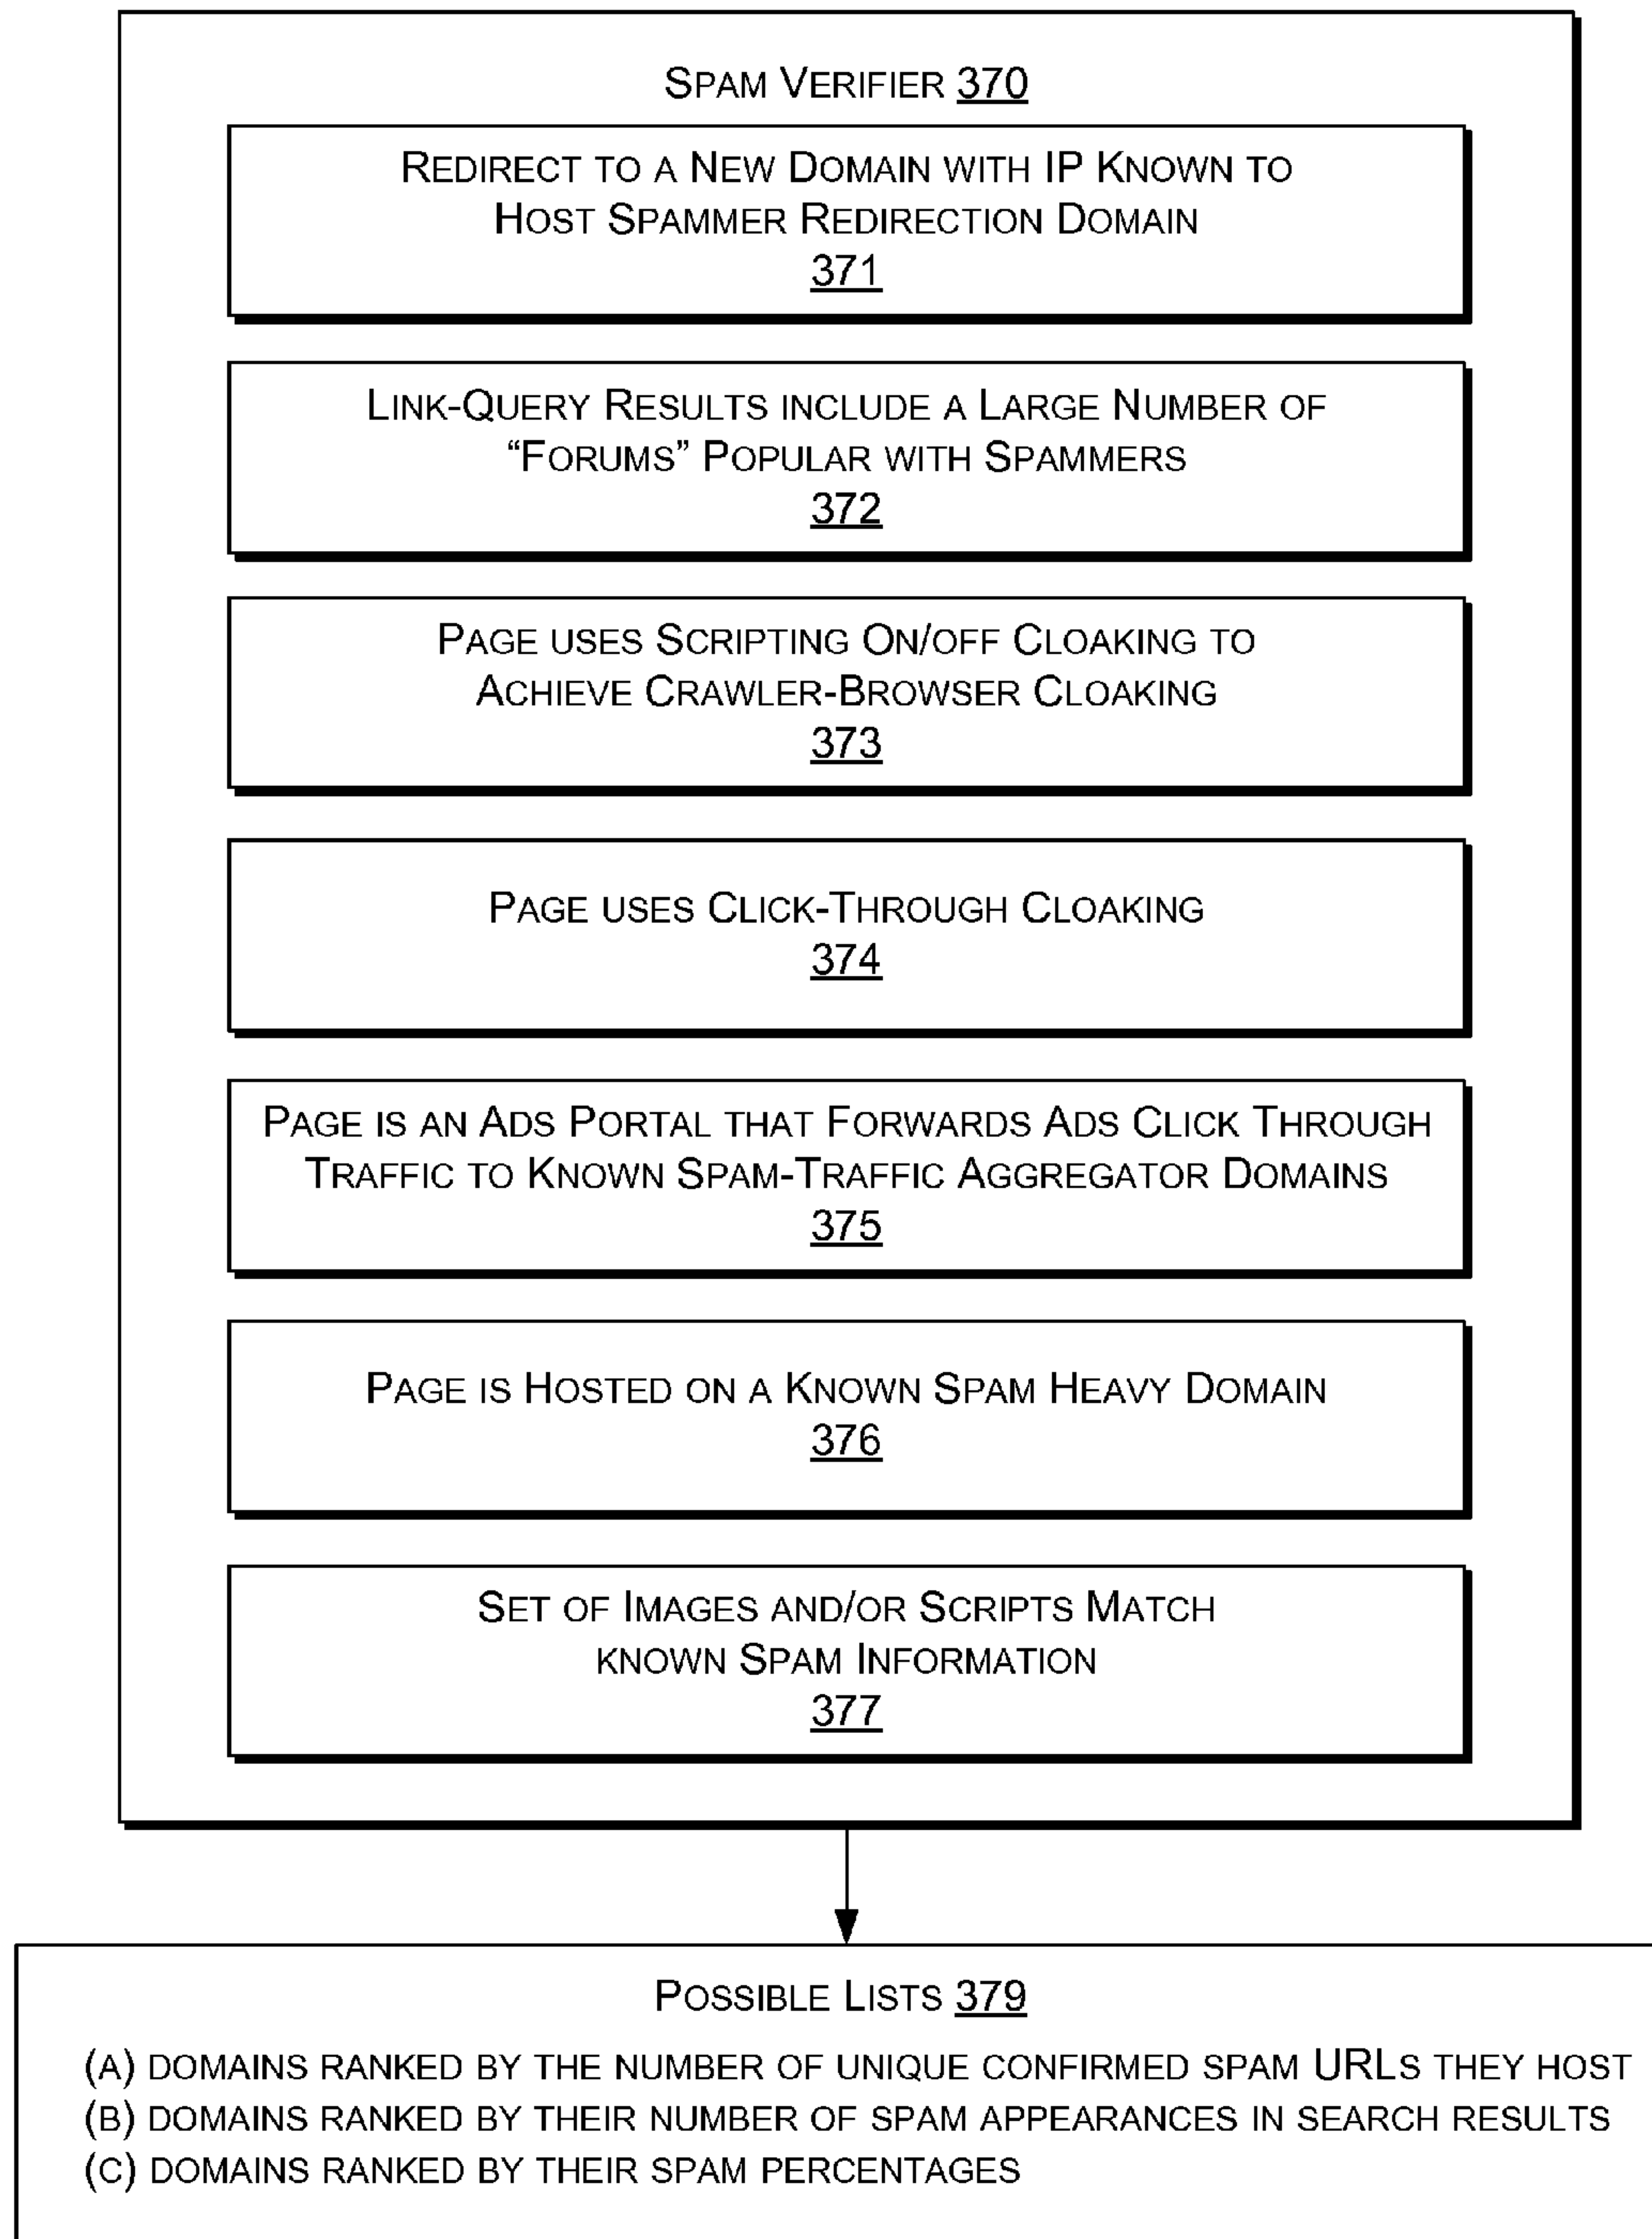 Spam Verifier 370
Redirect to a New Domain with IP Known to
Host Spammer Redirection Domain
371
Link-Query Results include a Large Number of
“Forums” Popular with Spammers
372
Page uses Scripting On/off Cloaking to
Achieve Crawler-Browser Cloaking
373
Page uses Click-Through Cloaking
374
Page is an Ads Portal that Forwards Ads Click Through
Traffic to Known Spam-Traffic Aggregator Domains
375
Page is Hosted on a Known Spam Heavy Domain
376
Set of Images and/or Scripts Match
known Spam Information
377
Possible Lists 379
(a) domains ranked by the number of unique confirmed spam URLs they host
(b) domains ranked by their number of spam appearances in search results
(c) domains ranked by their spam percentages